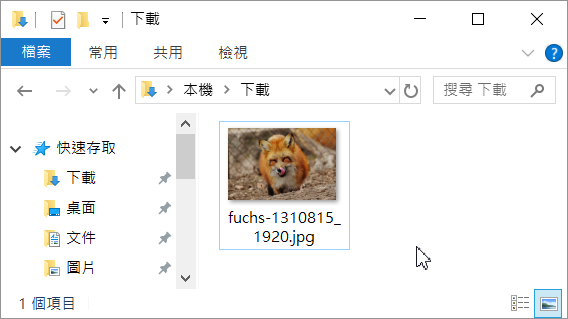 下載
檔案 常用 共用 檢視
本機 下載 搜尋 下載
快速存取
下載
桌面
文件
圖片
fuchs-1310815_
1920.jpg
1 個項目